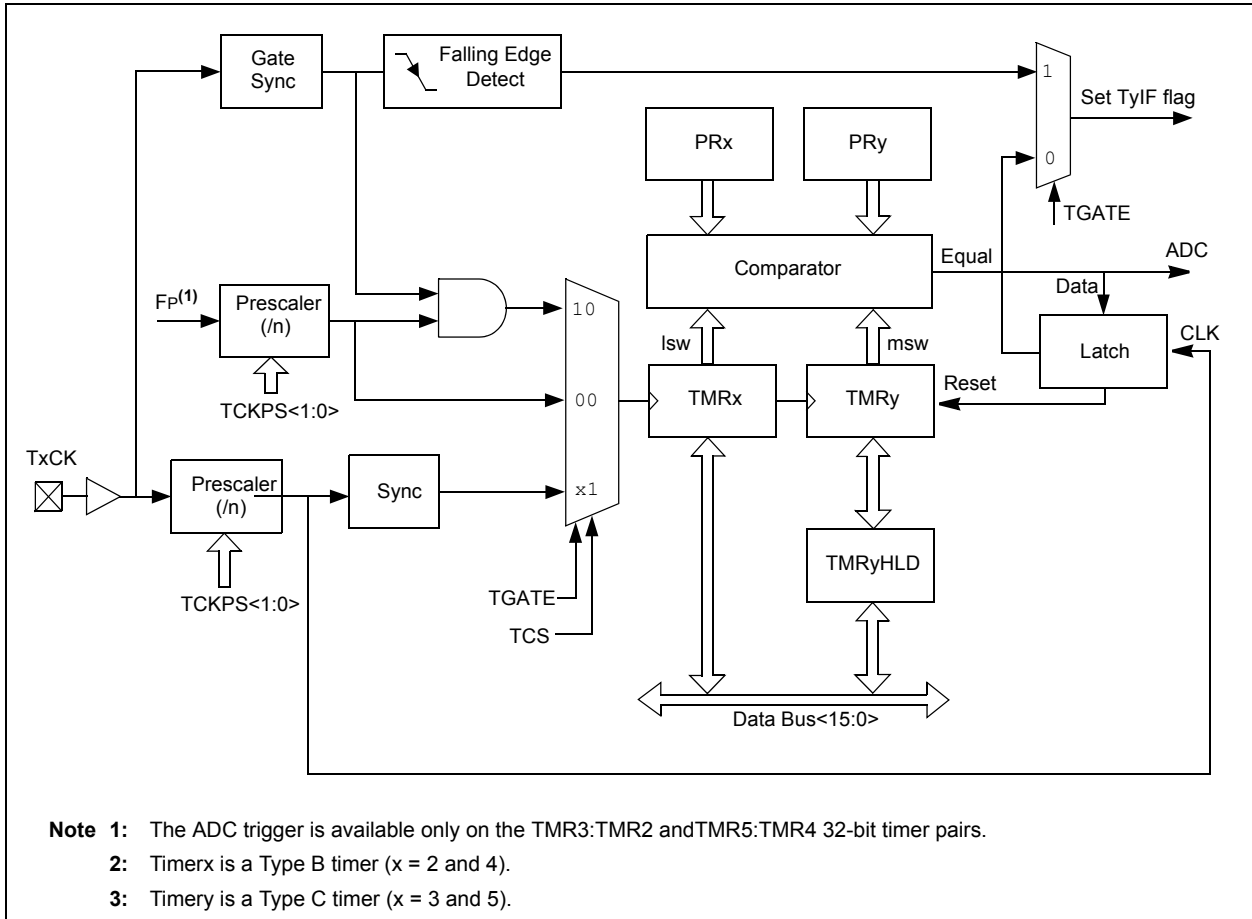 Gate
Sync
Falling Edge
Detect
1
Set TyIF flag
PRx
PRy
0
TGATE
Comparator
Equal
ADC
Data
FP(1)
Prescaler
(/n)
10
lsw
msw
Latch
CLK
TCKPS<1:0>
00
TMRx
TMRy
Reset
TxCK
Prescaler
(/n)
Sync
x1
TMRyHLD
TCKPS<1:0>
TGATE
TCS
Data Bus<15:0>
Note 1: The ADC trigger is available only on the TMR3:TMR2 andTMR5:TMR4 32-bit timer pairs.
2: Timerx is a Type B timer (x = 2 and 4).
3: Timery is a Type C timer (x = 3 and 5).